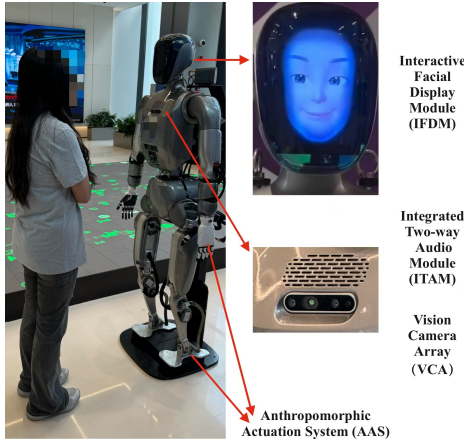 Interactive
Facial
Display
Module
(IFDM)
Integrated
Two-way
Audio
Module
(ITAM)
Vision
Camera
Array
（VCA）
Anthropomorphic
Actuation System (AAS)